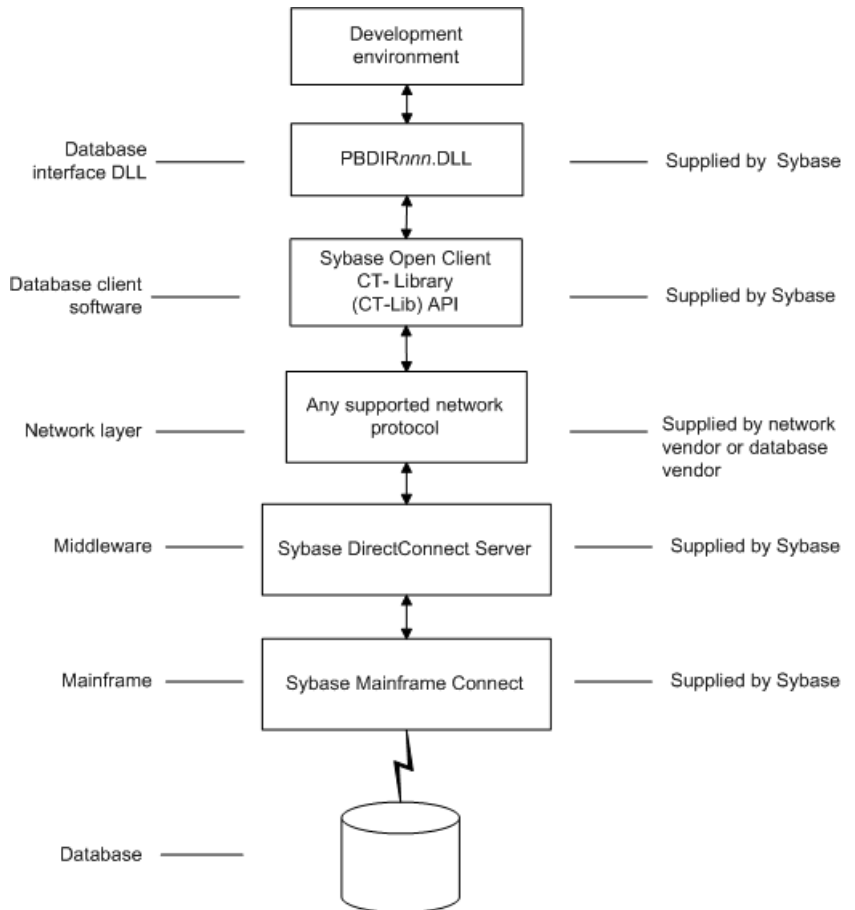 Development
environment
Database
interface DLL
PBDIRnnn.DLL
Supplied by Sybase
Database client
software
Sybase Open Client
CT- Library
(CT-Lib) API
Supplied by Sybase
Network layer
Any supported network
protocol
Supplied by network
vendor or database
vendor
Middleware
Sybase DirectConnect Server
Supplied by Sybase
Mainframe
Sybase Mainframe Connect
Supplied by Sybase
Database